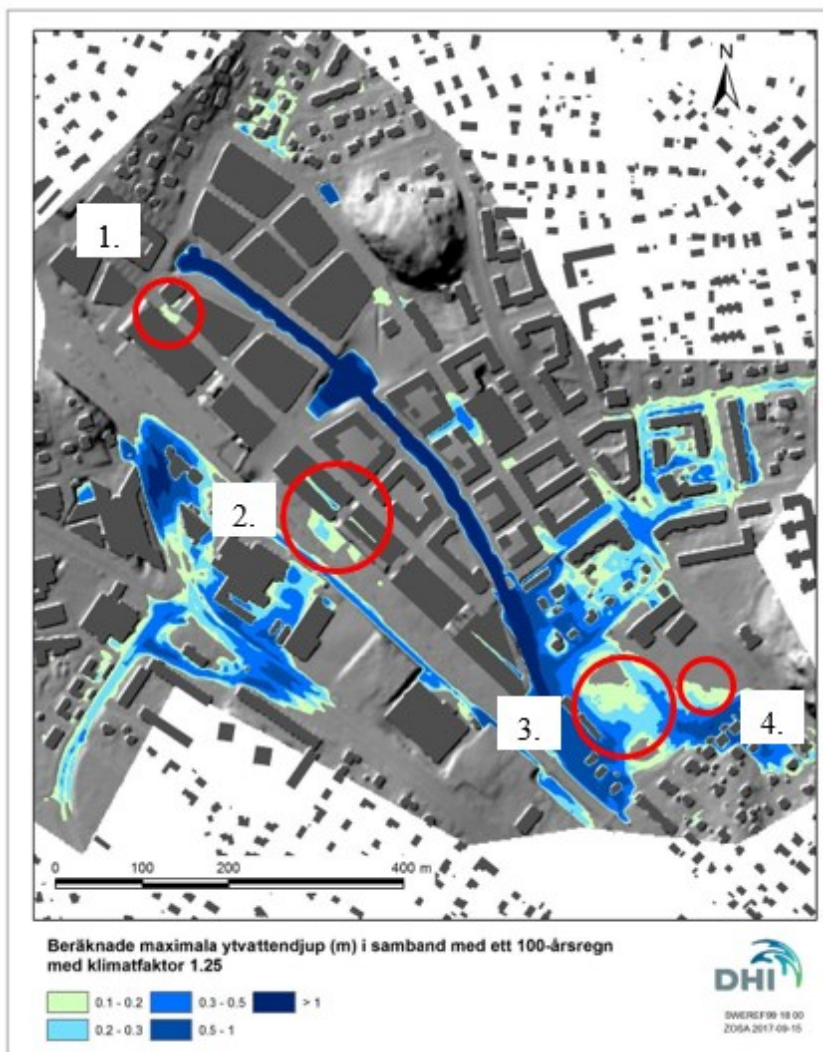 N
1.
2.
3.
4.
0 100 200 400 m
Beräknade maximala ytvattendjup (m) i samband med ett 100-årsregn
med klimatfaktor 1.25
0.1 - 0.2 0.3 - 0.5 > 1
0.2 - 0.3 0.5 - 1
DHI
SWEREF99 18 00
ZOSA 2017-09-15